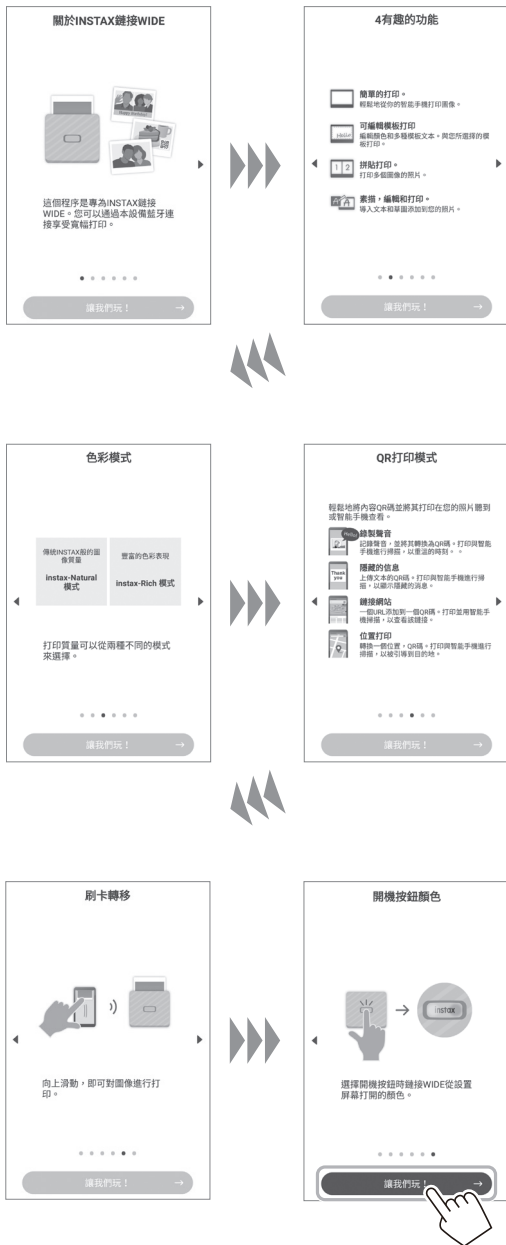 關於INSTAX鏈接WIDE
這個程序是專為INSTAX鏈接
WIDE。您可以通過本設備藍牙連
接享受寬幅打印。
讓我們玩！ →
4有趣的功能
簡單的打印。
輕鬆地從你的智能手機打印圖像。
Hello!
可編輯模板打印
編輯顏色和多種模板文本。與您所選擇的模
板打印。
1 2
拼貼打印。
打印多個圖像的照片。
素描，編輯和打印。
導入文本和草圖添加到您的照片。
讓我們玩！ →
色彩模式
傳統INSTAX般的圖
像質量
instax-Natural
模式
豐富的色彩表現
instax-Rich 模式
打印質量可以從兩種不同的模式
來選擇。
讓我們玩！ →
QR打印模式
輕鬆地將內容QR碼並將其打印在您的照片聽到
或智能手機查看。
Hello!
錄製聲音
記錄聲音，並將其轉換為QR碼。打印與智能
手機進行掃描，以重溫的時刻。。
Thank
you
隱藏的信息
上傳文本的QR碼。打印與智能手機進行掃
描，以顯示隱藏的消息。
鏈接網站
一個URL添加到一個QR碼。打印並用智能手
機掃描，以查看該鏈接。
位置打印
轉換一個位置，QR碼。打印與智能手機進行
掃描，以被引導到目的地。
讓我們玩！ →
刷卡轉移
向上滑動，即可對圖像進行打
印。
讓我們玩！ →
開機按鈕顏色
instax
選擇開機按鈕時鏈接WIDE從設置
屏幕打開的顏色。
讓我們玩！ →